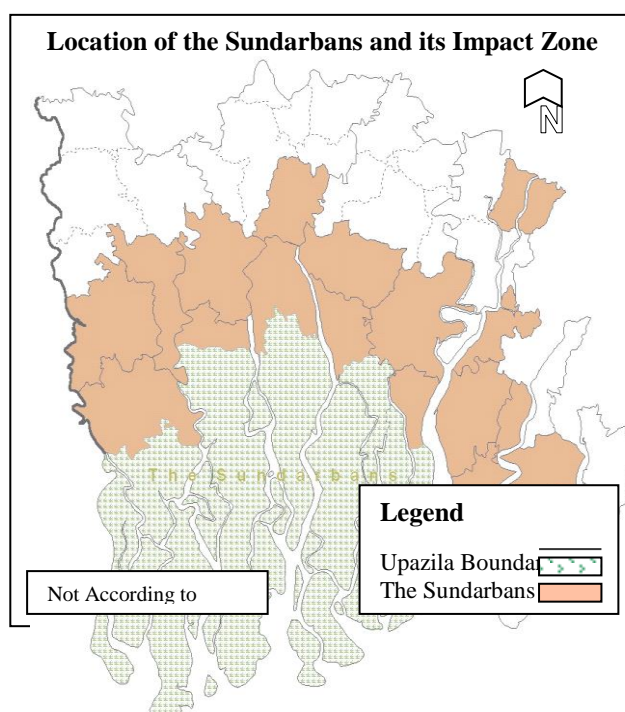 Location of the Sundarbans and its Impact Zone
N
The Sundarbans
Legend
Upazila Boundar
The Sundarbans
Not According to